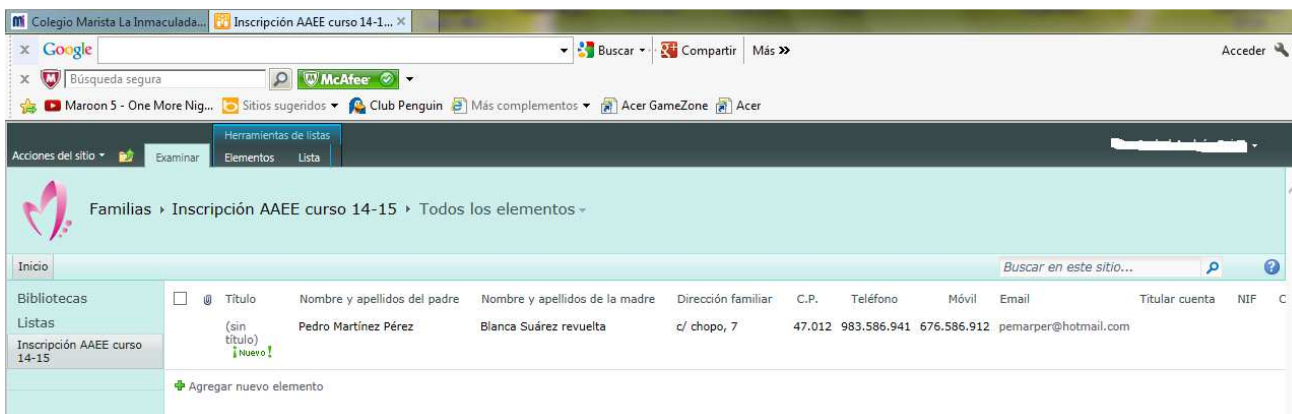 Colegio Marista La Inmaculada... Inscripción AAEE curso 14-1... ×
x Google Buscar Compartir Más » Acceder
x Búsqueda segura McAfee
Maroon 5 - One More Nig... Sitios sugeridos Club Penguin Más complementos Acer GameZone Acer
Herramientas de listas
Acciones del sitio Examinar Elementos Lista
Familias › Inscripción AAEE curso 14-15 › Todos los elementos
Inicio Buscar en este sitio...
Bibliotecas
Listas
Inscripción AAEE curso
14-15
Título Nombre y apellidos del padre Nombre y apellidos de la madre Dirección familiar C.P. Teléfono Móvil Email Titular cuenta NIF C
(sin Pedro Martínez Pérez Blanca Suárez revuelta c/ chopo, 7 47.012 983.586.941 676.586.912 pemarper@hotmail.com
título)
¡Nuevo!
Agregar nuevo elemento